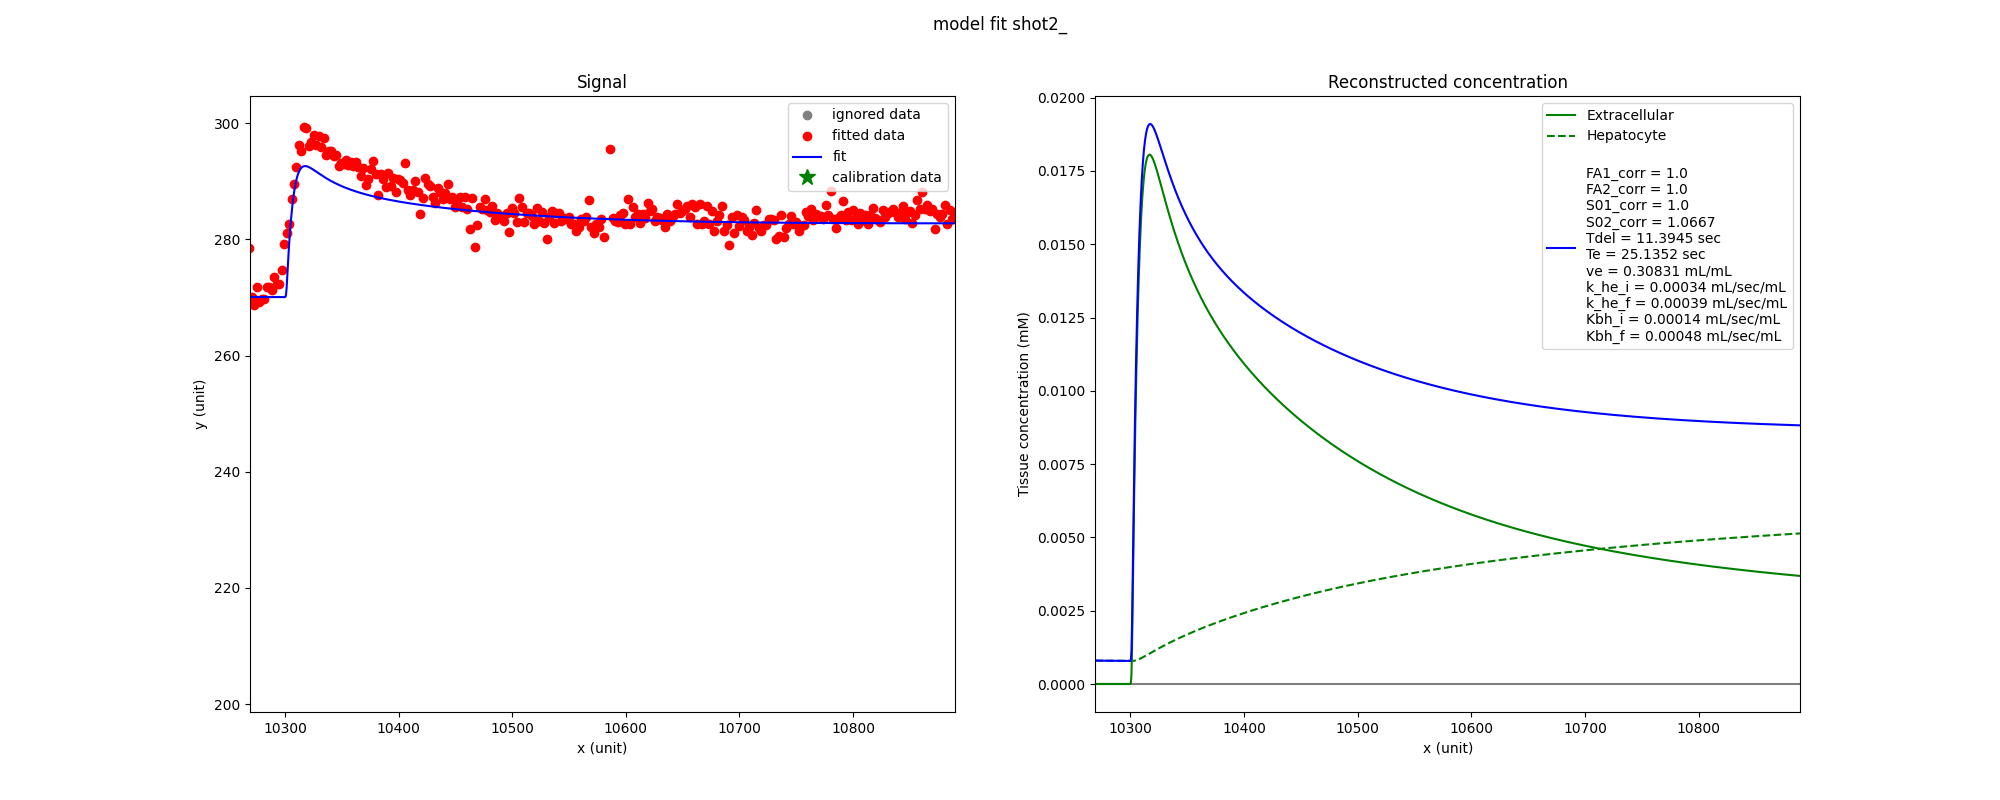 model fit shot2_
Signal
ignored data
fitted data
fit
calibration data
300
280
260
240
220
200
y (unit)
10300 10400 10500 10600 10700 10800
x (unit)
Reconstructed concentration
Extracellular
Hepatocyte
FA1_corr = 1.0
FA2_corr = 1.0
S01_corr = 1.0
S02_corr = 1.0667
Tdel = 11.3945 sec
Te = 25.1352 sec
ve = 0.30831 mL/mL
k_he_i = 0.00034 mL/sec/mL
k_he_f = 0.00039 mL/sec/mL
Kbh_i = 0.00014 mL/sec/mL
Kbh_f = 0.00048 mL/sec/mL
0.0200
0.0175
0.0150
0.0125
0.0100
0.0075
0.0050
0.0025
0.0000
Tissue concentration (mM)
10300 10400 10500 10600 10700 10800
x (unit)